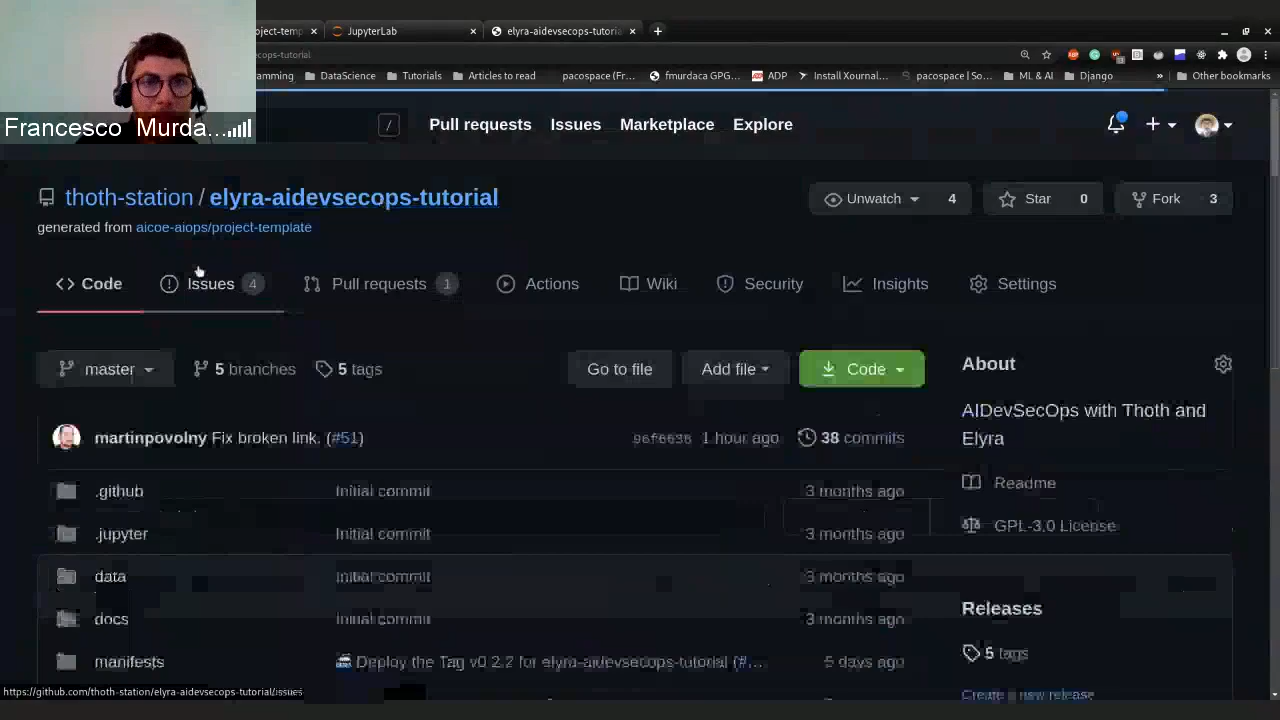 oject-temp
JupyterLab
elyra-aidevsecops-tutoria
cops-tutorial
amming
DataScience
Tutorials
Articles to read
pacospace (Fr...
fmurdaca GPG...
ADP
Install Xournal...
pacospace | So...
ML & AI
Django
»
Other bookmarks
Francesco Murda...
/
Pull requests
Issues
Marketplace
Explore
thoth-station / elyra-aidevsecops-tutorial
Unwatch 4
Star 0
Fork 3
generated from aicoe-aiops/project-template
Code
Issues 4
Pull requests 1
Actions
Wiki
Security
Insights
Settings
master
5 branches
5 tags
Go to file
Add file
Code
About
AIDevSecOps with Thoth and
Elyra
martinpovolny Fix broken link. (#51)
1 hour ago
38 commits
Readme
.github Initial commit 3 months ago
GPL-3.0 License
.jupyter Initial commit 3 months ago
data Initial commit 3 months ago
Releases
docs Initial commit 3 months ago
5 tags
manifests Deploy the Tag v0.2.2 for elyra-aidevsecops-tutorial (#... 5 days ago
Create new release
https://github.com/thoth-station/elyra-aidevsecops-tutorial/issues